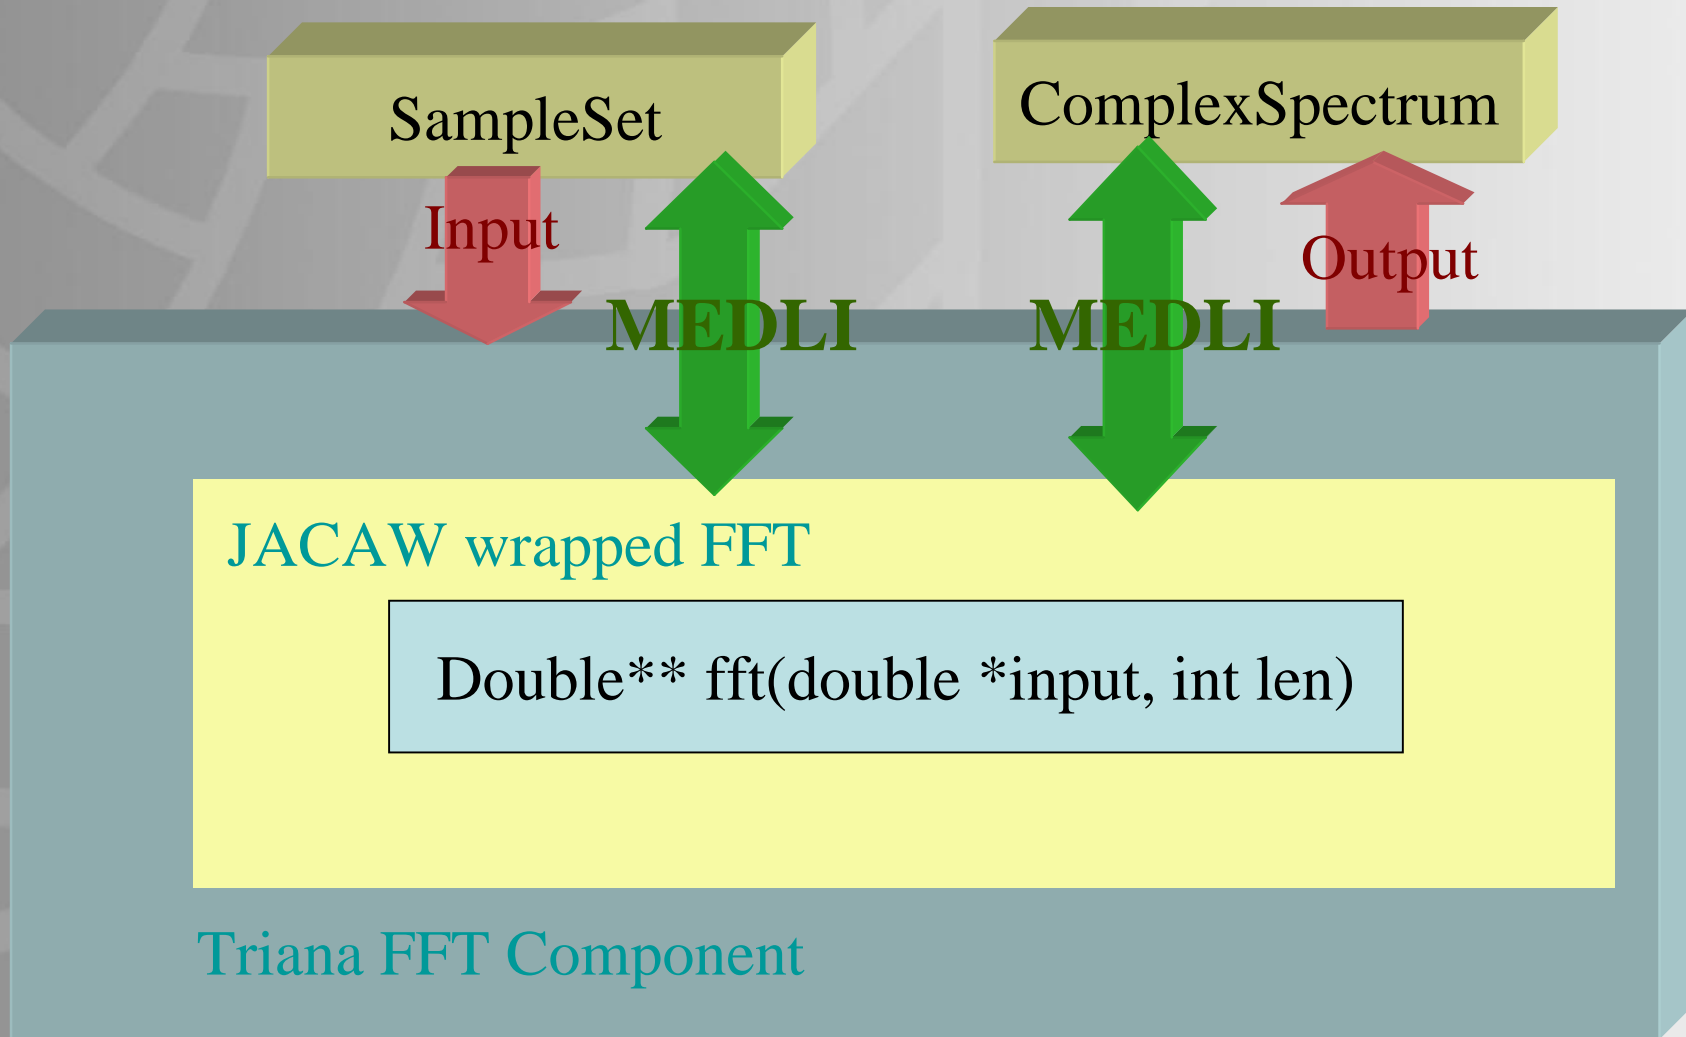 SampleSet
ComplexSpectrum
Input
Output
MEDLI
MEDLI
JACAW wrapped FFT
Double** fft(double *input, int len)
Triana FFT Component